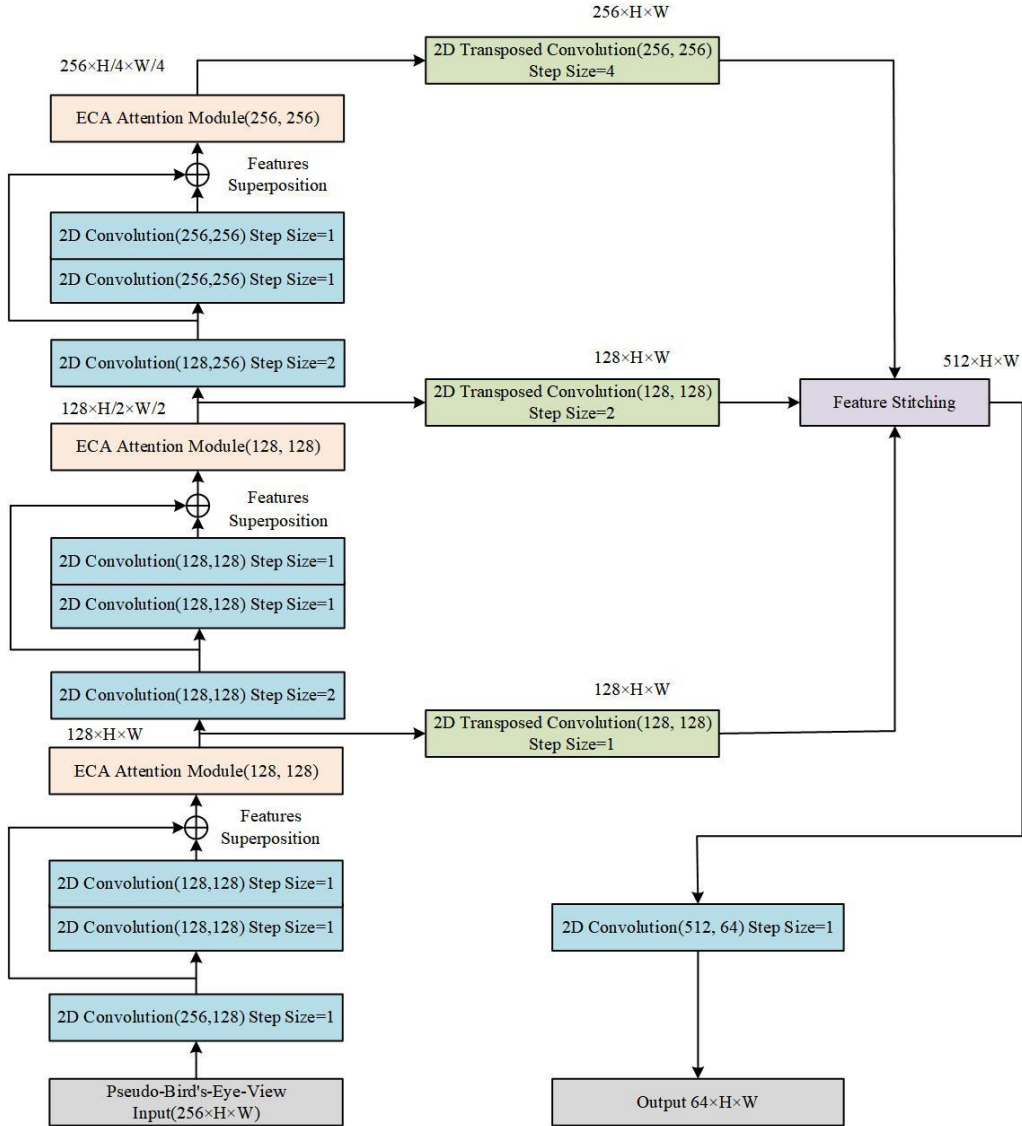 256×H×W
2D Transposed Convolution(256, 256)
Step Size=4
256×H/4×W/4
ECA Attention Module(256, 256)
Features
Superposition
2D Convolution(256,256) Step Size=1
2D Convolution(256,256) Step Size=1
2D Convolution(128,256) Step Size=2
128×H×W
2D Transposed Convolution(128, 128)
Step Size=2
512×H×W
Feature Stitching
128×H/2×W/2
ECA Attention Module(128, 128)
Features
Superposition
2D Convolution(128,128) Step Size=1
2D Convolution(128,128) Step Size=1
2D Convolution(128,128) Step Size=2
128×H×W
2D Transposed Convolution(128, 128)
Step Size=1
128×H×W
ECA Attention Module(128, 128)
Features
Superposition
2D Convolution(128,128) Step Size=1
2D Convolution(128,128) Step Size=1
2D Convolution(512, 64) Step Size=1
2D Convolution(256,128) Step Size=1
Pseudo-Bird's-Eye-View
Input(256×H×W)
Output 64×H×W